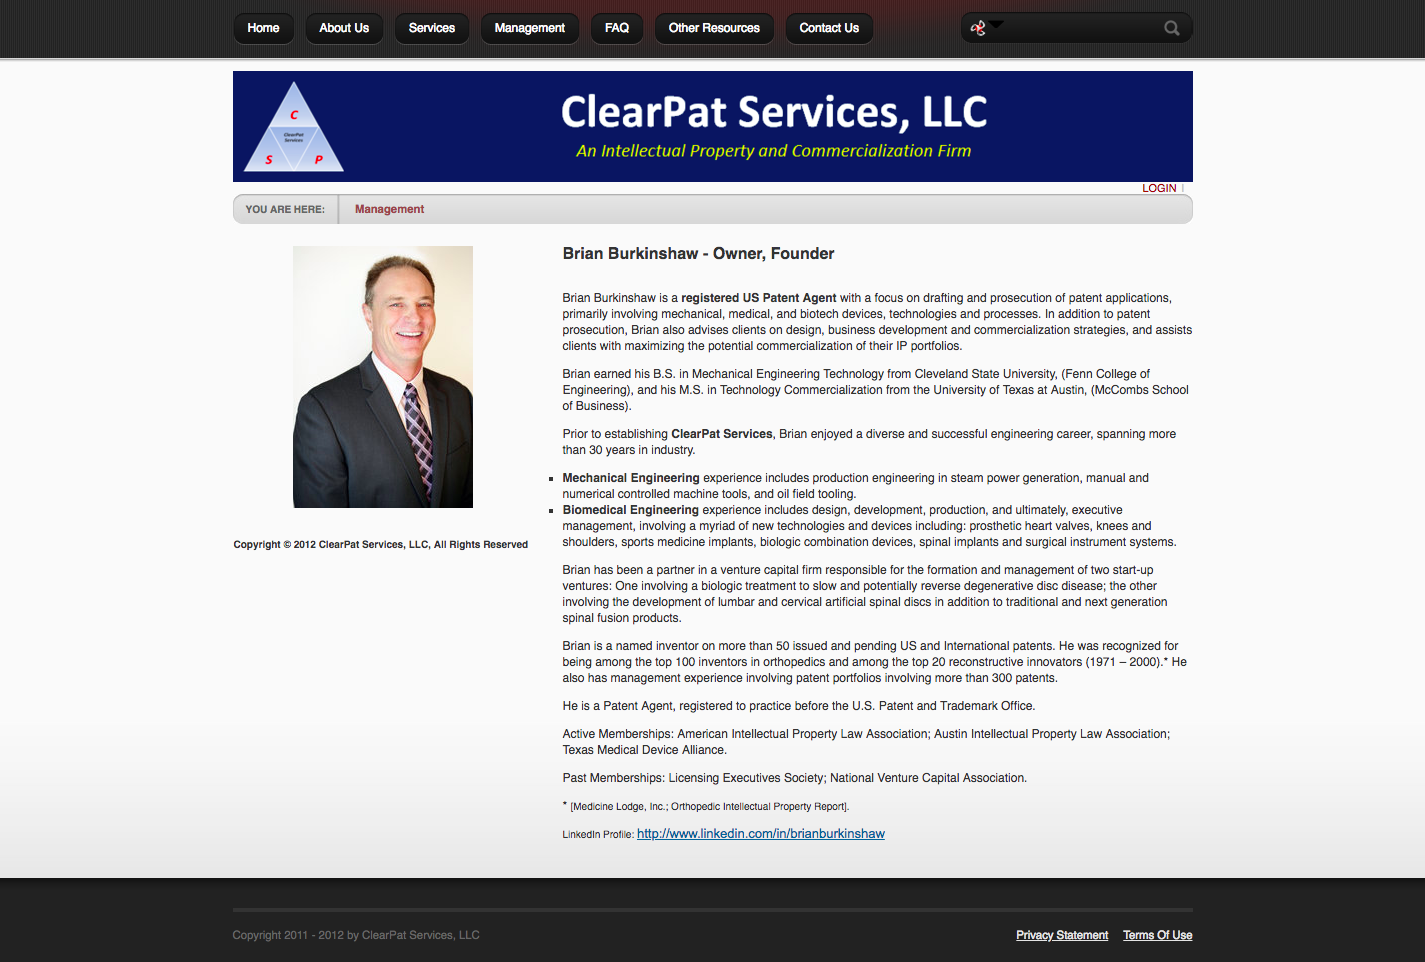 Home
About Us
Services
Management
FAQ
Other Resources
Contact Us
C
ClearPat
Services
S
P
ClearPat Services, LLC
An Intellectual Property and Commercialization Firm
LOGIN |
YOU ARE HERE:
Management
Brian Burkinshaw - Owner, Founder
Brian Burkinshaw is a registered US Patent Agent with a focus on drafting and prosecution of patent applications,
primarily involving mechanical, medical, and biotech devices, technologies and processes. In addition to patent
prosecution, Brian also advises clients on design, business development and commercialization strategies, and assists
clients with maximizing the potential commercialization of their IP portfolios.
Brian earned his B.S. in Mechanical Engineering Technology from Cleveland State University, (Fenn College of
Engineering), and his M.S. in Technology Commercialization from the University of Texas at Austin, (McCombs School
of Business).
Prior to establishing ClearPat Services, Brian enjoyed a diverse and successful engineering career, spanning more
than 30 years in industry.
▪ Mechanical Engineering experience includes production engineering in steam power generation, manual and
numerical controlled machine tools, and oil field tooling.
▪ Biomedical Engineering experience includes design, development, production, and ultimately, executive
management, involving a myriad of new technologies and devices including: prosthetic heart valves, knees and
shoulders, sports medicine implants, biologic combination devices, spinal implants and surgical instrument systems.
Brian has been a partner in a venture capital firm responsible for the formation and management of two start-up
ventures: One involving a biologic treatment to slow and potentially reverse degenerative disc disease; the other
involving the development of lumbar and cervical artificial spinal discs in addition to traditional and next generation
spinal fusion products.
Brian is a named inventor on more than 50 issued and pending US and International patents. He was recognized for
being among the top 100 inventors in orthopedics and among the top 20 reconstructive innovators (1971 – 2000).* He
also has management experience involving patent portfolios involving more than 300 patents.
He is a Patent Agent, registered to practice before the U.S. Patent and Trademark Office.
Active Memberships: American Intellectual Property Law Association; Austin Intellectual Property Law Association;
Texas Medical Device Alliance.
Past Memberships: Licensing Executives Society; National Venture Capital Association.
* [Medicine Lodge, Inc.; Orthopedic Intellectual Property Report].
LinkedIn Profile: http://www.linkedin.com/in/brianburkinshaw
Copyright © 2012 ClearPat Services, LLC, All Rights Reserved
Copyright 2011 - 2012 by ClearPat Services, LLC
Privacy Statement
Terms Of Use